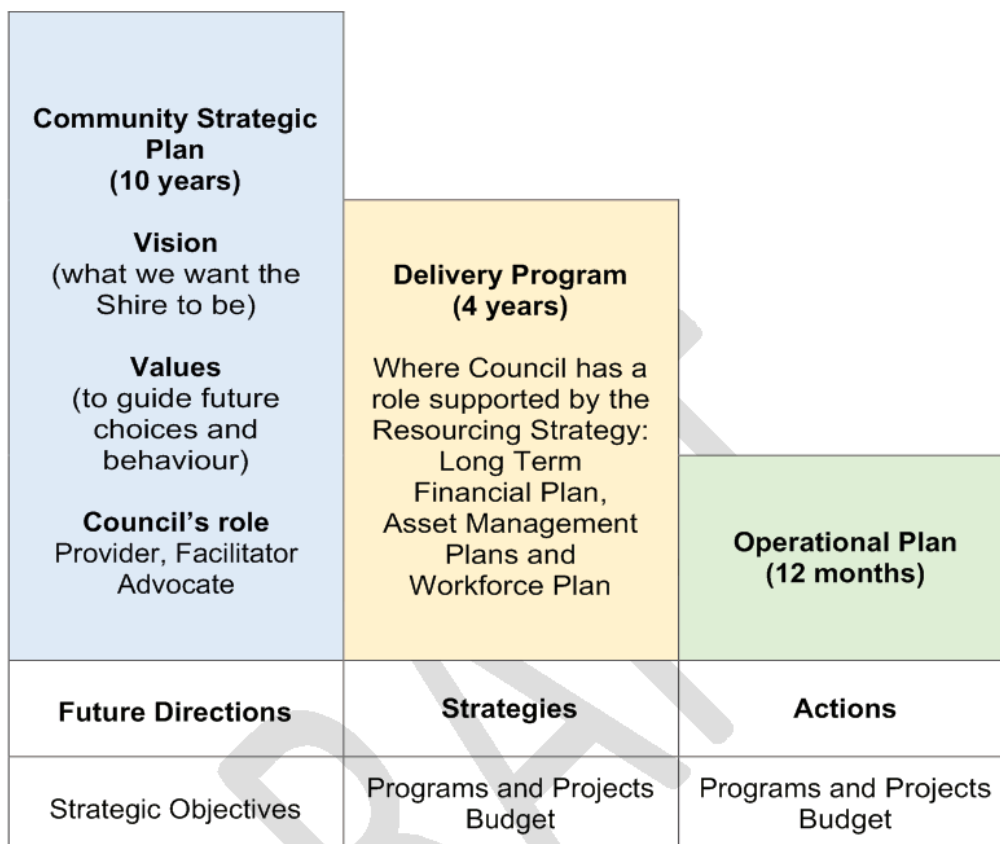 Community Strategic
Plan
(10 years)
Vision
(what we want the
Shire to be)
Values
(to guide future
choices and
behaviour)
Council's role
Provider, Facilitator
Advocate
Delivery Program
(4 years)
Where Council has a
role supported by the
Resourcing Strategy:
Long Term
Financial Plan,
Asset Management
Plans and
Workforce Plan
Operational Plan
(12 months)
Future Directions
Strategies
Actions
Strategic Objectives
Programs and Projects
Budget
Programs and Projects
Budget